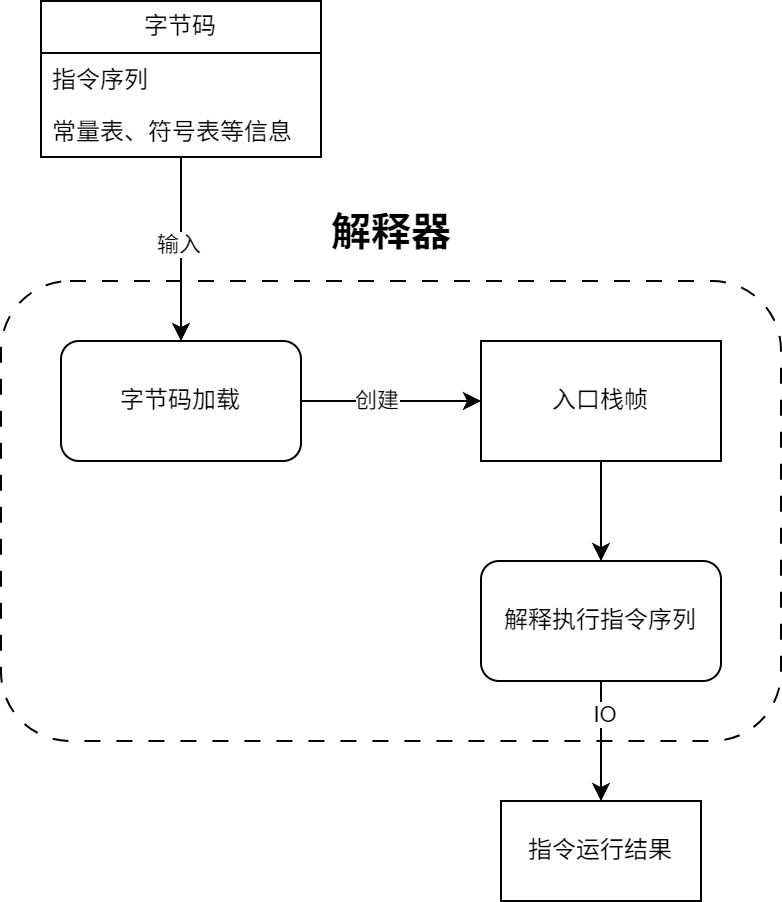 字节码
指令序列
常量表、符号表等信息
输入
解释器
字节码加载
创建
入口栈帧
解释执行指令序列
IO
指令运行结果